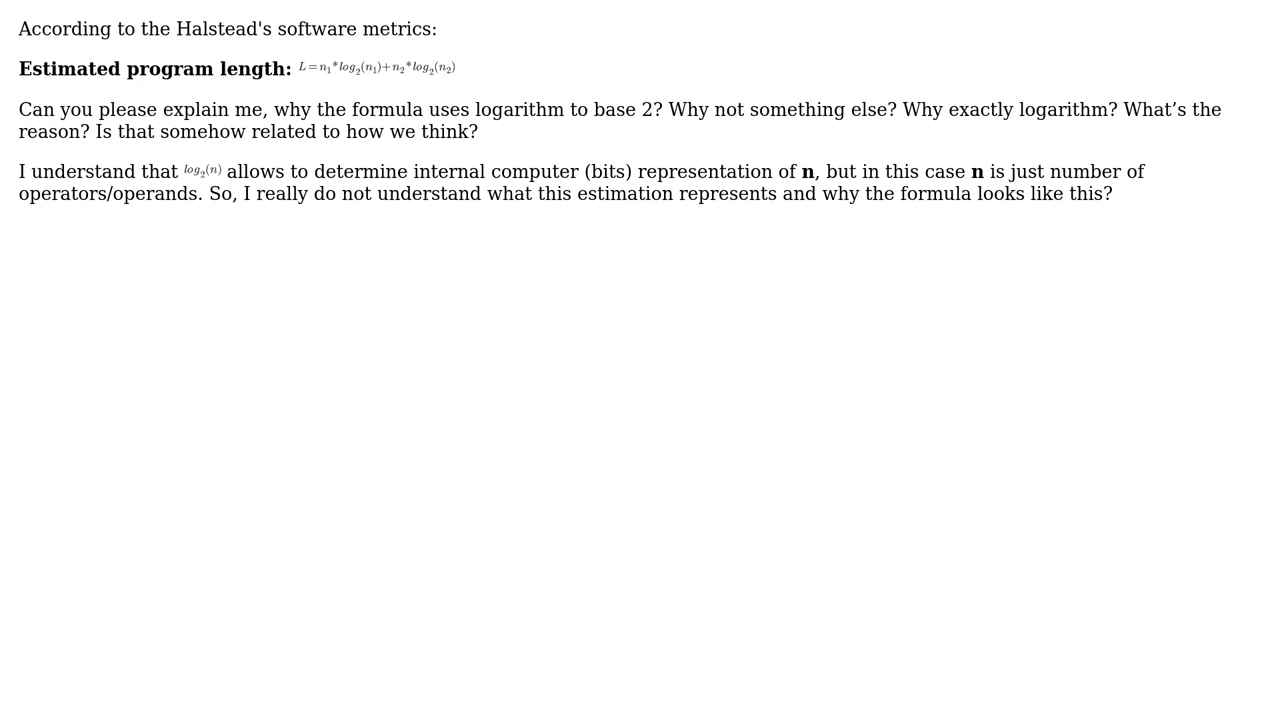 According to the Halstead's software metrics:
Estimated program length: L=n₁*log₂(n₁)+n₂*log₂(n₂)
Can you please explain me, why the formula uses logarithm to base 2? Why not something else? Why exactly logarithm? What’s the
reason? Is that somehow related to how we think?
I understand that log₂(n) allows to determine internal computer (bits) representation of n, but in this case n is just number of
operators/operands. So, I really do not understand what this estimation represents and why the formula looks like this?